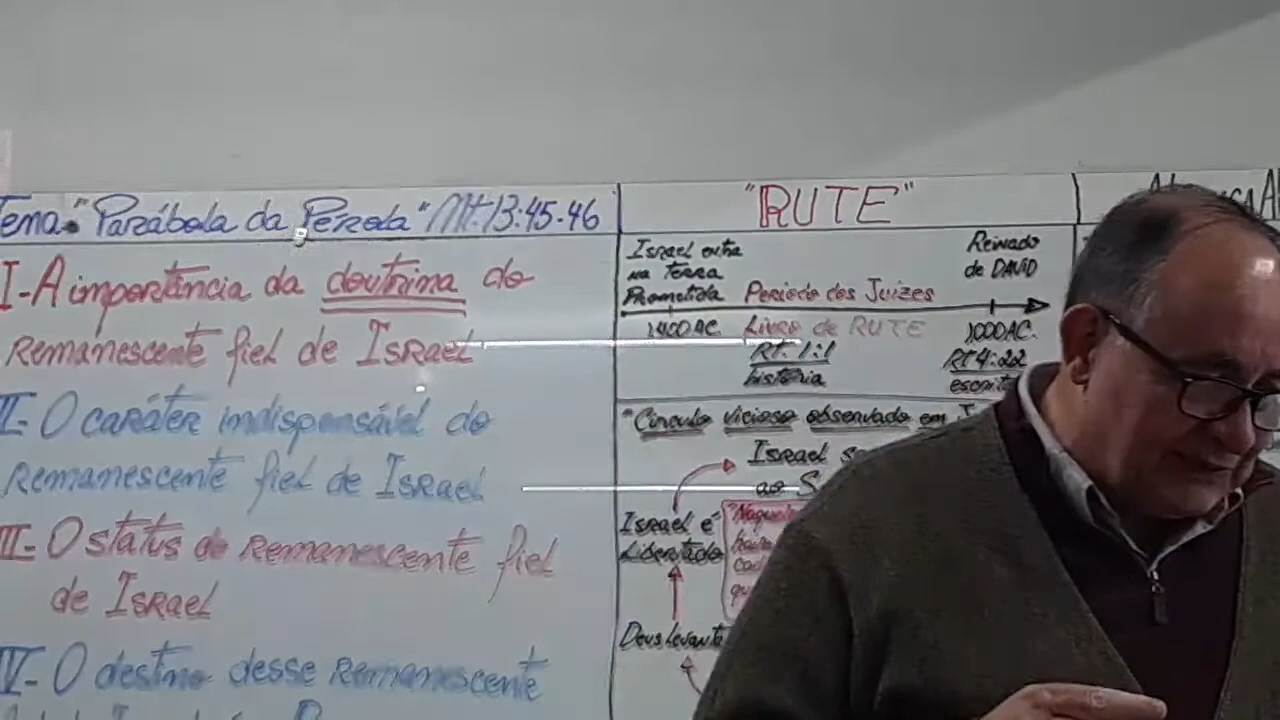 Tema: "Parábola da Pérola" Mt. 13:45-46
I- A importância da doutrina do
Remanescente fiel de Israel
II- O caráter indispensável do
Remanescente fiel de Israel
III- O status do Remanescente fiel
de Israel
IV- O destino desse Remanescente
"RUTE"
Israel entra
na terra
Prometida
Período dos Juízes
Reinado
de DAVID
1400 AC.
Livro de RUTE
1000 AC.
Rt. 1:1
história
Rt 4:22
"Círculo vicioso observado em
Israel
ao
Israel é
Libertado
Deus levanta